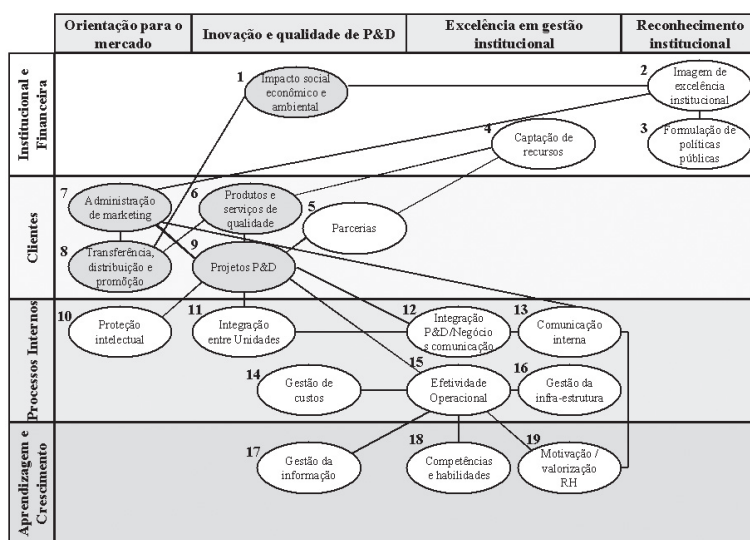 Orientação para o
mercado
Inovação e qualidade de P&D
Excelência em gestão
institucional
Reconhecimento
institucional
Institucional e
Financeira
1
Impacto social
econômico e
ambiental
2
Imagem de
excelência
institucional
4
Captação de
recursos
3
Formulação de
políticas
públicas
Clientes
7
Administração
de marketing
6
Produtos e
serviços de
qualidade
5
Parcerias
8
Transferência,
distribuição e
promôção
9
Projetos P&D
Processos Internos
10
Proteção
intelectual
11
Integração
entre Unidades
12
Integração
P&D/Negócio
s comunicação
13
Comunicação
interna
14
Gestão de
custos
15
Efetividade
Operacional
16
Gestão da
infra-estrutura
Aprendizagem e
Crescimento
17
Gestão da
informação
18
Competências
e habilidades
19
Motivação /
valorização
RH